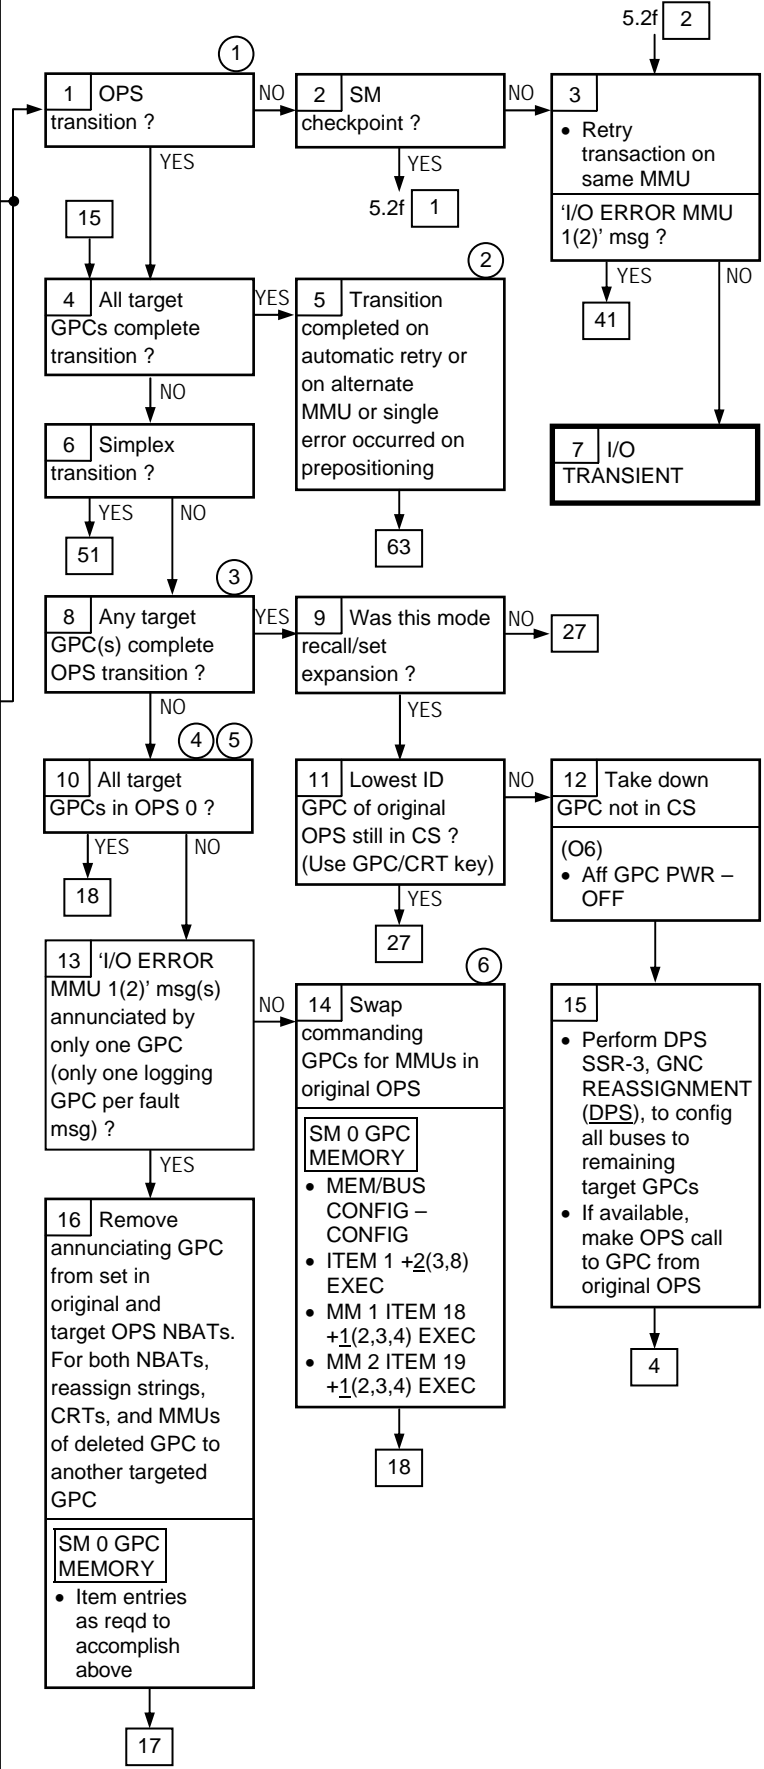 5.2f 2
1
1 OPS
transition ?
NO
YES
2 SM
checkpoint ?
NO
YES
5.2f 1
3
• Retry
transaction on
same MMU
‘I/O ERROR MMU
1(2)’ msg ?
YES
NO
41
15
4 All target
GPCs complete
transition ?
YES
NO
2
5 Transition
completed on
automatic retry or
on alternate
MMU or single
error occurred on
prepositioning
63
6 Simplex
transition ?
YES
NO
51
7 I/O
TRANSIENT
3
8 Any target
GPC(s) complete
OPS transition ?
YES
NO
9 Was this mode
recall/set
expansion ?
NO
27
YES
4 5
10 All target
GPCs in OPS 0 ?
YES
NO
18
11 Lowest ID
GPC of original
OPS still in CS ?
(Use GPC/CRT key)
NO
YES
27
12 Take down
GPC not in CS
(O6)
• Aff GPC PWR –
OFF
13 ‘I/O ERROR
MMU 1(2)’ msg(s)
annunciated by
only one GPC
(only one logging
GPC per fault
msg) ?
NO
YES
6
14 Swap
commanding
GPCs for MMUs in
original OPS
SM 0 GPC
MEMORY
• MEM/BUS
CONFIG –
CONFIG
• ITEM 1 +2(3,8)
EXEC
• MM 1 ITEM 18
+1(2,3,4) EXEC
• MM 2 ITEM 19
+1(2,3,4) EXEC
18
15
• Perform DPS
SSR-3, GNC
REASSIGNMENT
(DPS), to config
all buses to
remaining
target GPCs
• If available,
make OPS call
to GPC from
original OPS
4
16 Remove
annunciating GPC
from set in
original and
target OPS NBATs.
For both NBATs,
reassign strings,
CRTs, and MMUs
of deleted GPC to
another targeted
GPC
SM 0 GPC
MEMORY
• Item entries
as reqd to
accomplish
above
17